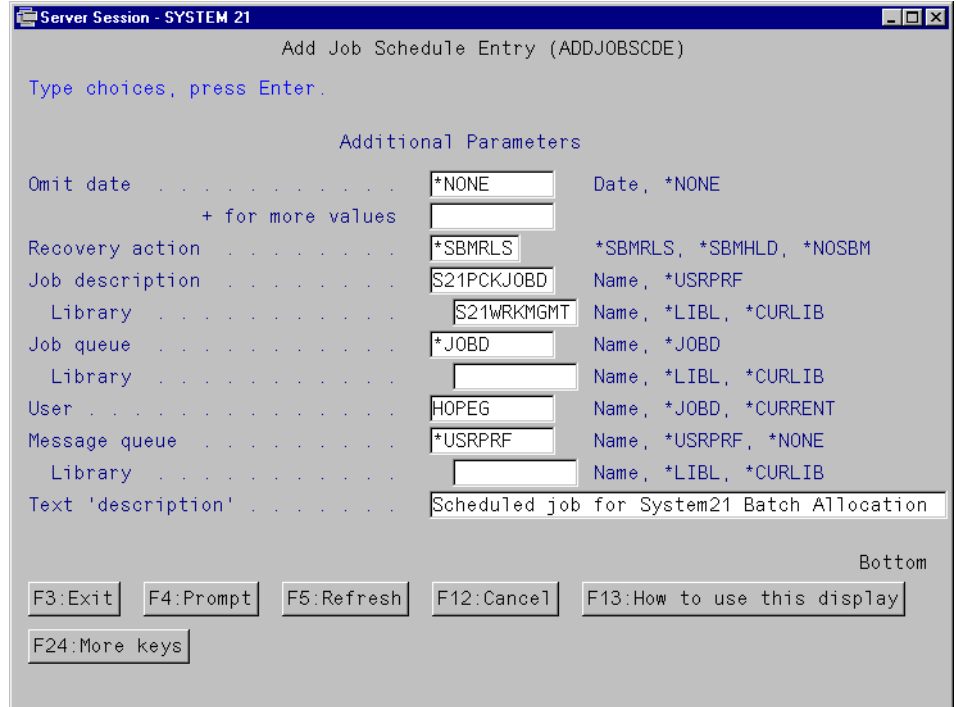 Server Session - SYSTEM 21
Add Job Schedule Entry (ADDJOBSCDE)
Type choices, press Enter.
Additional Parameters
Omit date . . . . . . . . . . . *NONE Date, *NONE
+ for more values
Recovery action . . . . . . . . *SBMRLS *SBMRLS, *SBMHLD, *NOSBM
Job description . . . . . . . . S21PCKJOBD Name, *USRPRF
Library . . . . . . . . . . . S21WRKMGMT Name, *LIBL, *CURLIB
Job queue . . . . . . . . . . . *JOBD Name, *JOBD
Library . . . . . . . . . . . Name, *LIBL, *CURLIB
User . . . . . . . . . . . . . . HOPEG Name, *JOBD, *CURRENT
Message queue . . . . . . . . . *USRPRF Name, *USRPRF, *NONE
Library . . . . . . . . . . . Name, *LIBL, *CURLIB
Text 'description' . . . . . . . Scheduled job for System21 Batch Allocation
Bottom
F3:Exit F4:Prompt F5:Refresh F12:Cancel F13:How to use this display
F24:More keys